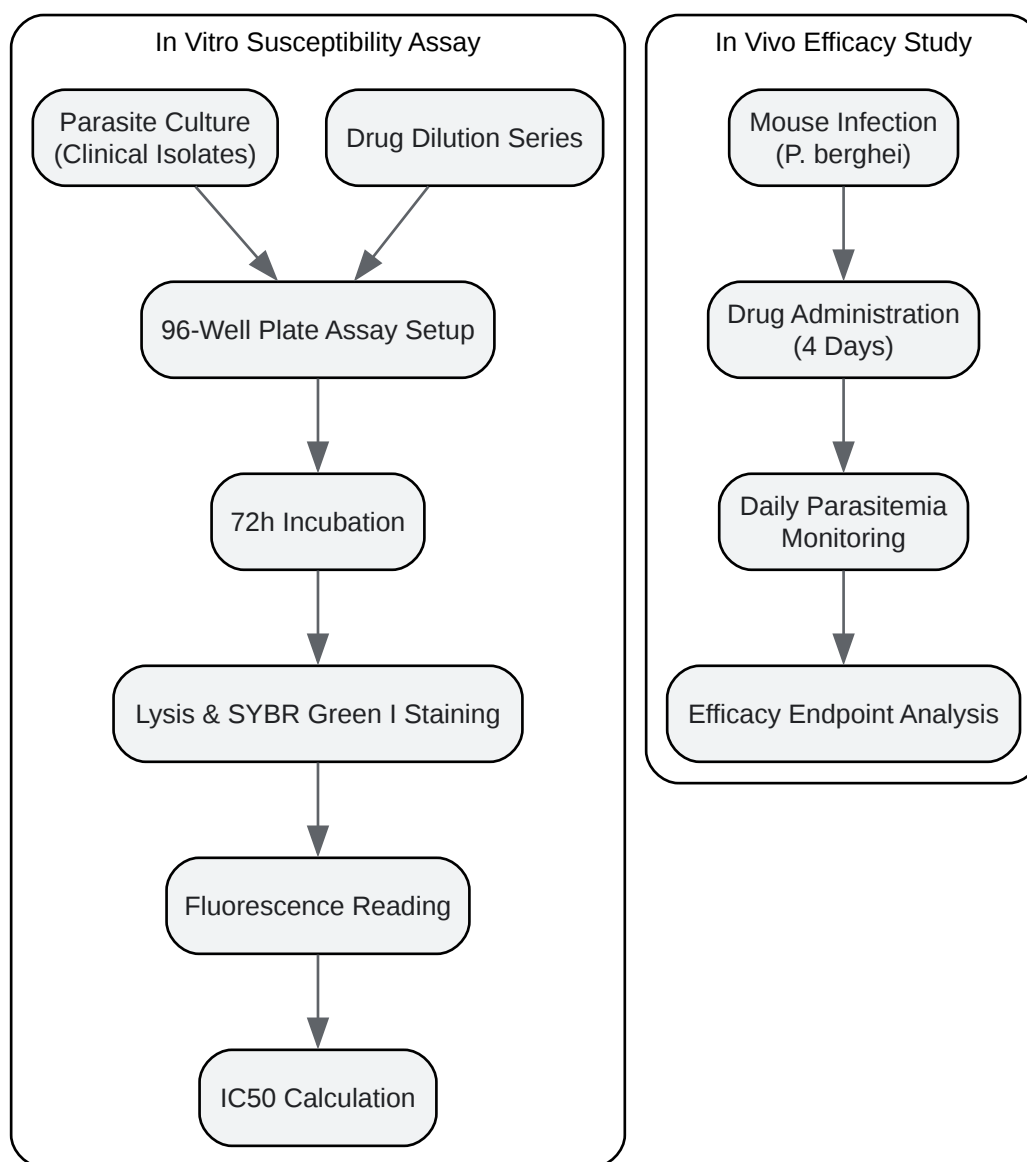 In Vitro Susceptibility Assay
Parasite Culture
(Clinical Isolates)
Drug Dilution Series
96-Well Plate Assay Setup
72h Incubation
Lysis & SYBR Green I Staining
Fluorescence Reading
IC50 Calculation
In Vivo Efficacy Study
Mouse Infection
(P. berghei)
Drug Administration
(4 Days)
Daily Parasitemia
Monitoring
Efficacy Endpoint Analysis